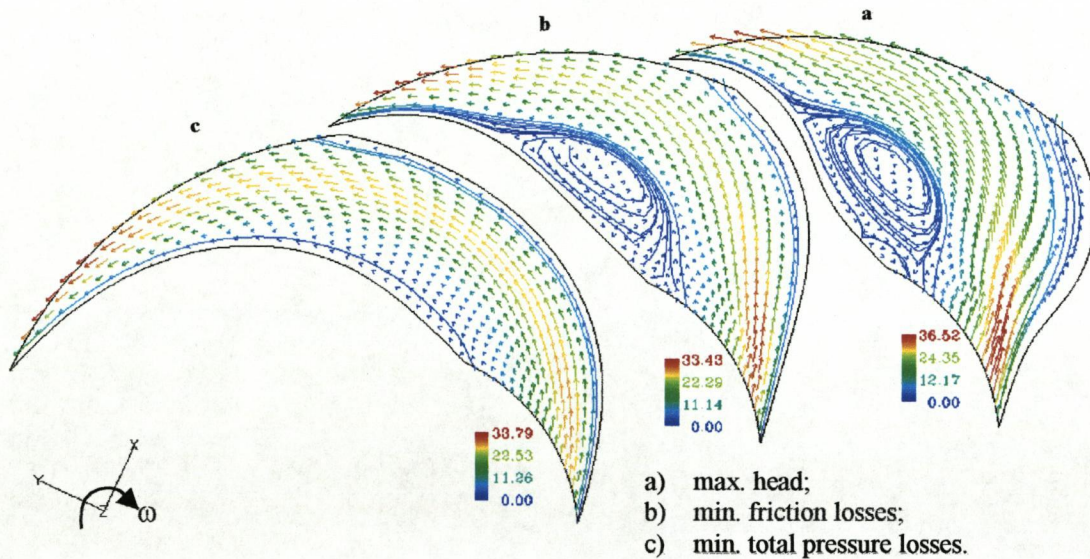 a
b
c
36.52
24.35
12.17
0.00
33.43
22.29
11.14
0.00
33.79
22.53
11.26
0.00
X
Y
Z
ω
a) max. head;
b) min. friction losses;
c) min. total pressure losses.